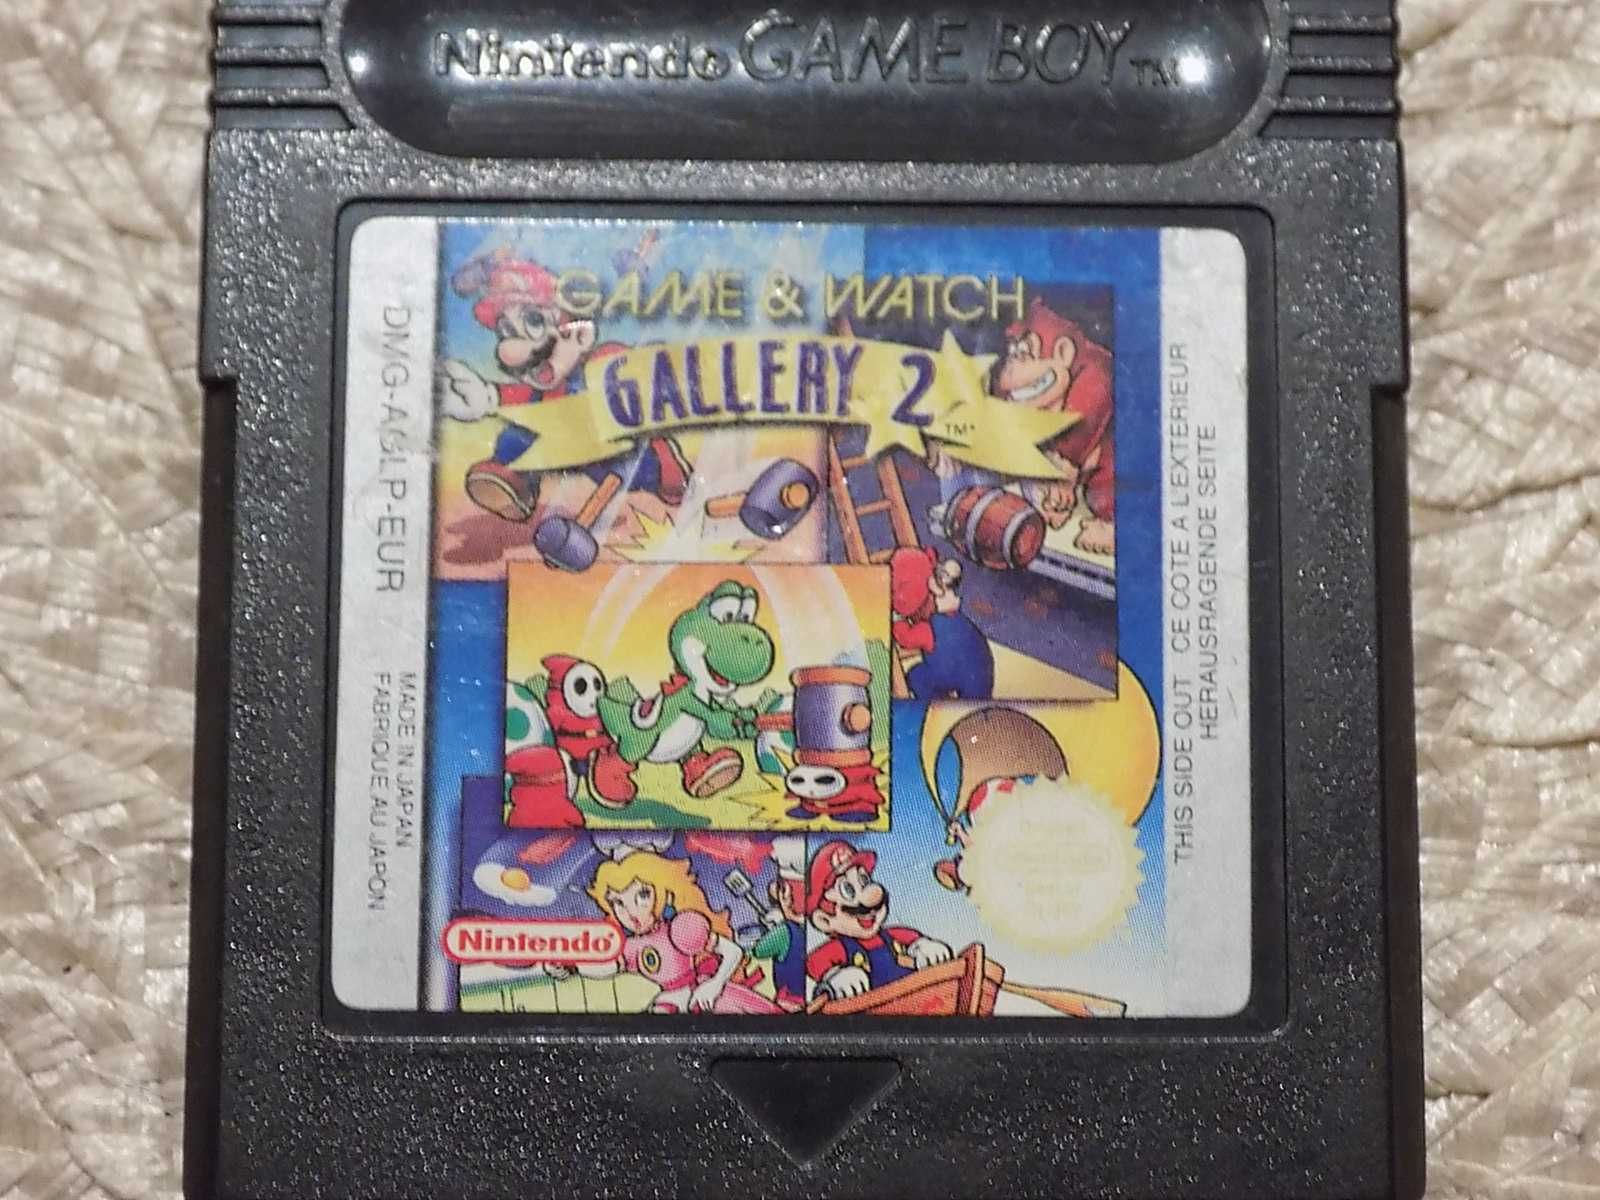 Nintendo GAME BOY TM
GAME & WATCH
GALLERY 2 TM*
DMG-AGLP-EUR
MADE IN JAPAN
FABRIQUE AU JAPON
Nintendo
THIS SIDE OUT CE COTE A L'EXTERIEUR
HERAUSRAGENDE SEITE